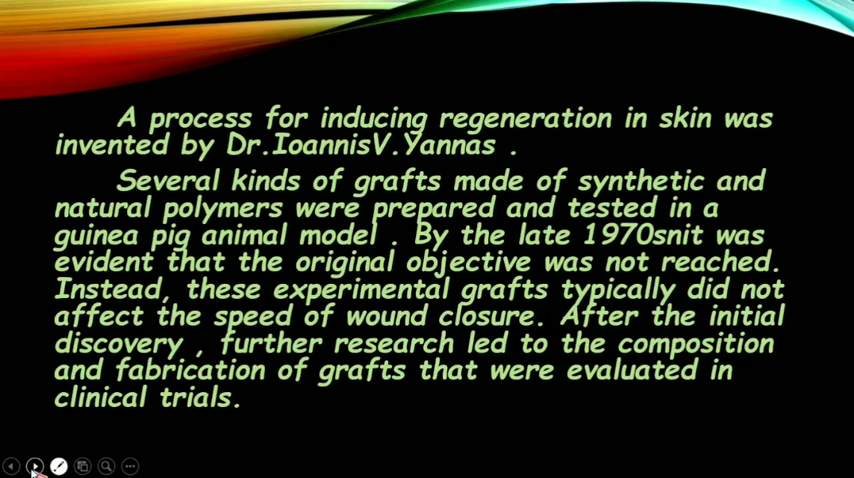 A process for inducing regeneration in skin was
invented by Dr.IoannisV.Yannas .
Several kinds of grafts made of synthetic and
natural polymers were prepared and tested in a
guinea pig animal model . By the late 1970snit was
evident that the original objective was not reached.
Instead, these experimental grafts typically did not
affect the speed of wound closure. After the initial
discovery , further research led to the composition
and fabrication of grafts that were evaluated in
clinical trials.